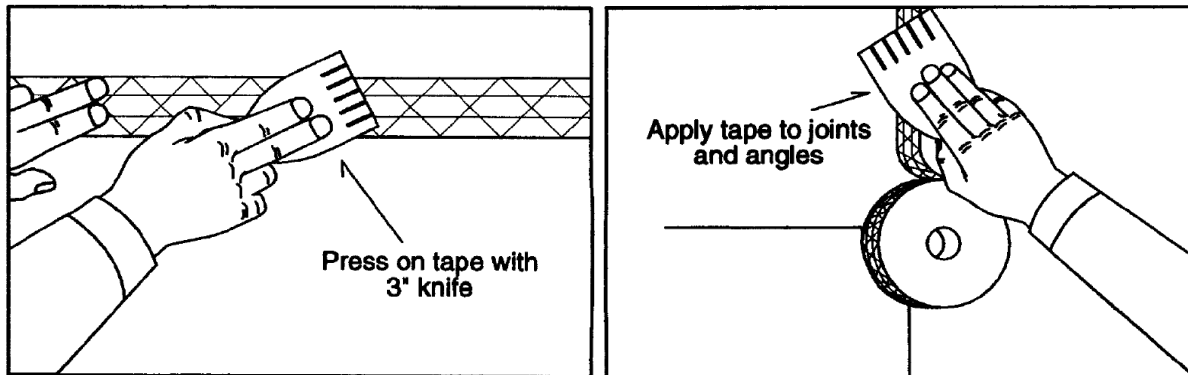 Press on tape with
3" knife
Apply tape to joints
and angles